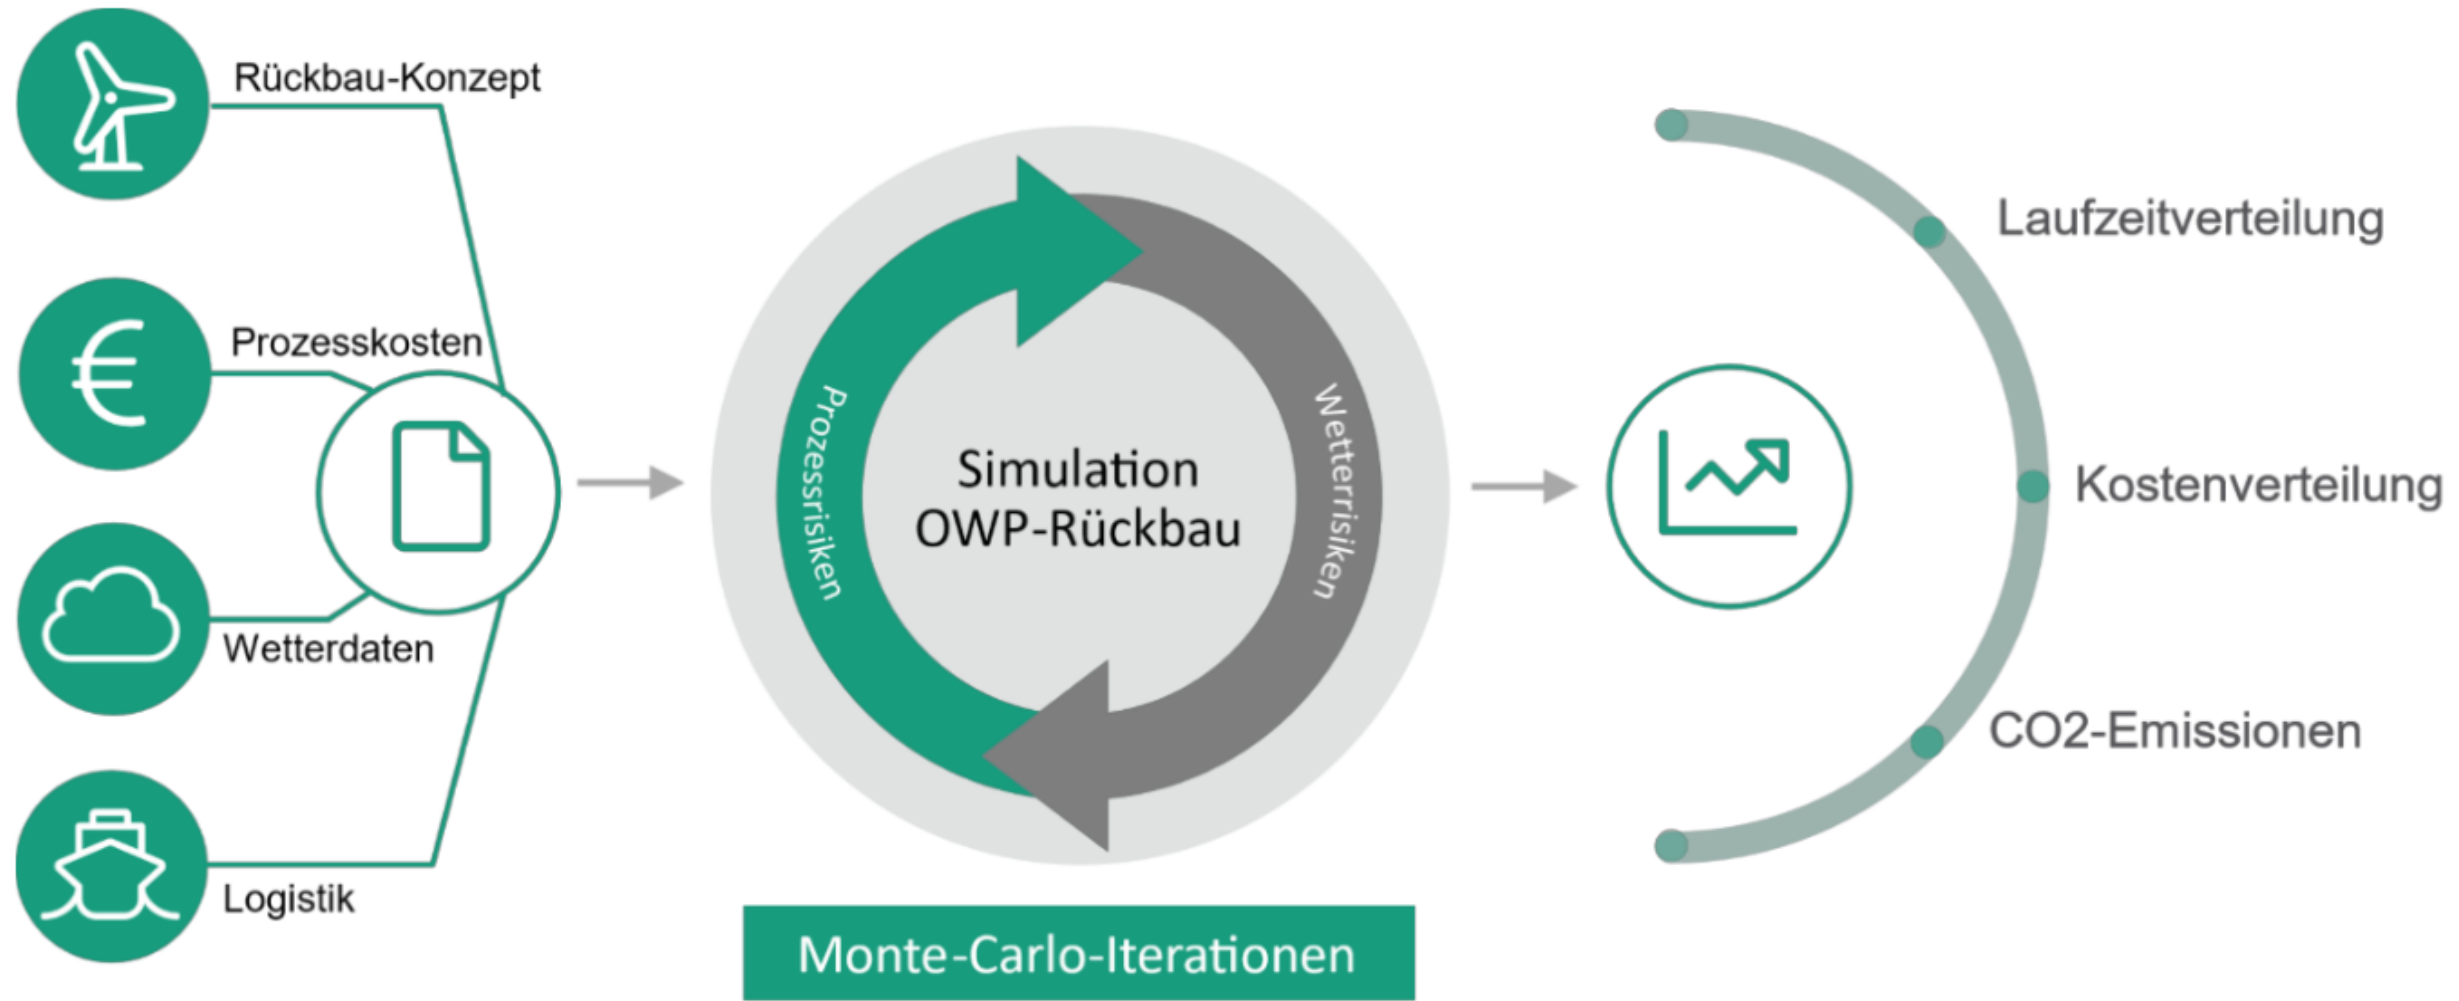 Rückbau-Konzept
Prozesskosten
Wetterdaten
Logistik
Prozessrisiken
Wetterrisiken
Simulation
OWP-Rückbau
Monte-Carlo-Iterationen
Laufzeitverteilung
Kostenverteilung
CO2-Emissionen